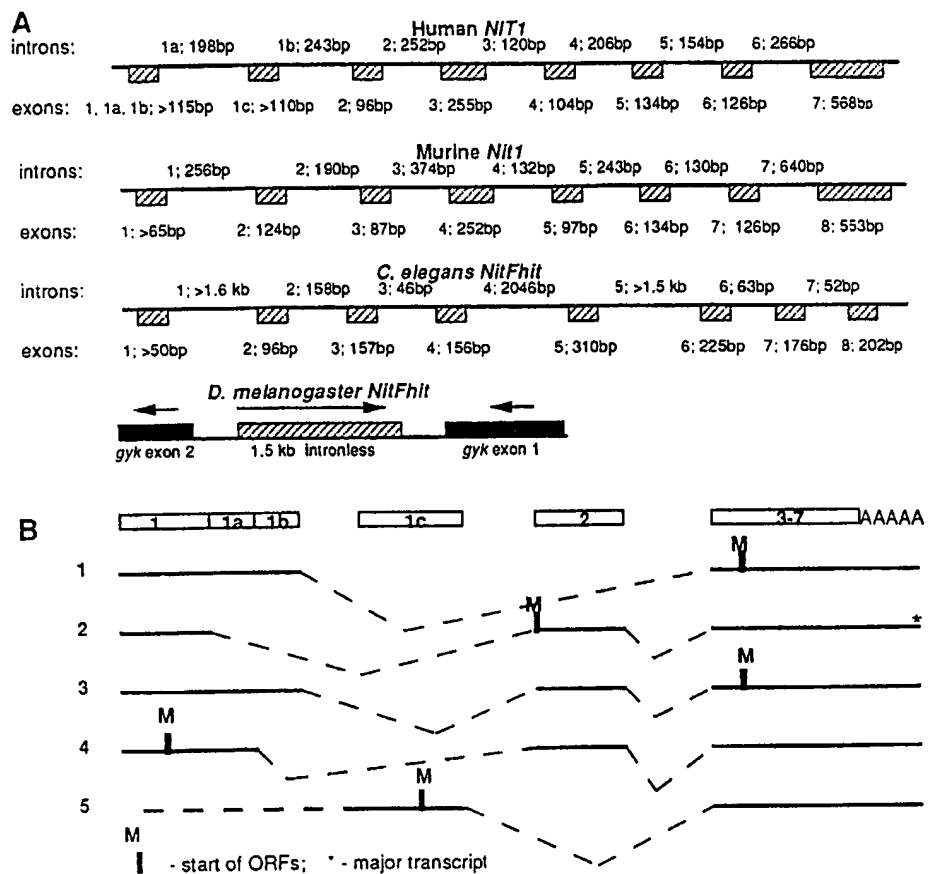 A
Human NIT1
introns: 1a; 198bp 1b; 243bp 2; 252bp 3; 120bp 4; 206bp 5; 154bp 6; 266bp
exons: 1, 1a, 1b; >115bp 1c; >110bp 2; 96bp 3; 255bp 4; 104bp 5; 134bp 6; 126bp 7; 568bp
Murine Nit1
introns: 1; 256bp 2; 190bp 3; 374bp 4; 132bp 5; 243bp 6; 130bp 7; 640bp
exons: 1; >65bp 2; 124bp 3; 87bp 4; 252bp 5; 97bp 6; 134bp 7; 126bp 8; 553bp
C. elegans NitFhit
introns: 1; >1.6 kb 2; 158bp 3; 46bp 4; 2046bp 5; >1.5 kb 6; 63bp 7; 52bp
exons: 1; >50bp 2; 96bp 3; 157bp 4; 156bp 5; 310bp 6; 225bp 7; 176bp 8; 202bp
D. melanogaster NitFhit
gyk exon 2 1.5 kb intronless gyk exon 1
B
1 1a 1b 1c 2 3-7 AAAAA
1 M
2 M *
3 M
4 M
5 M
M
- start of ORFs; * - major transcript